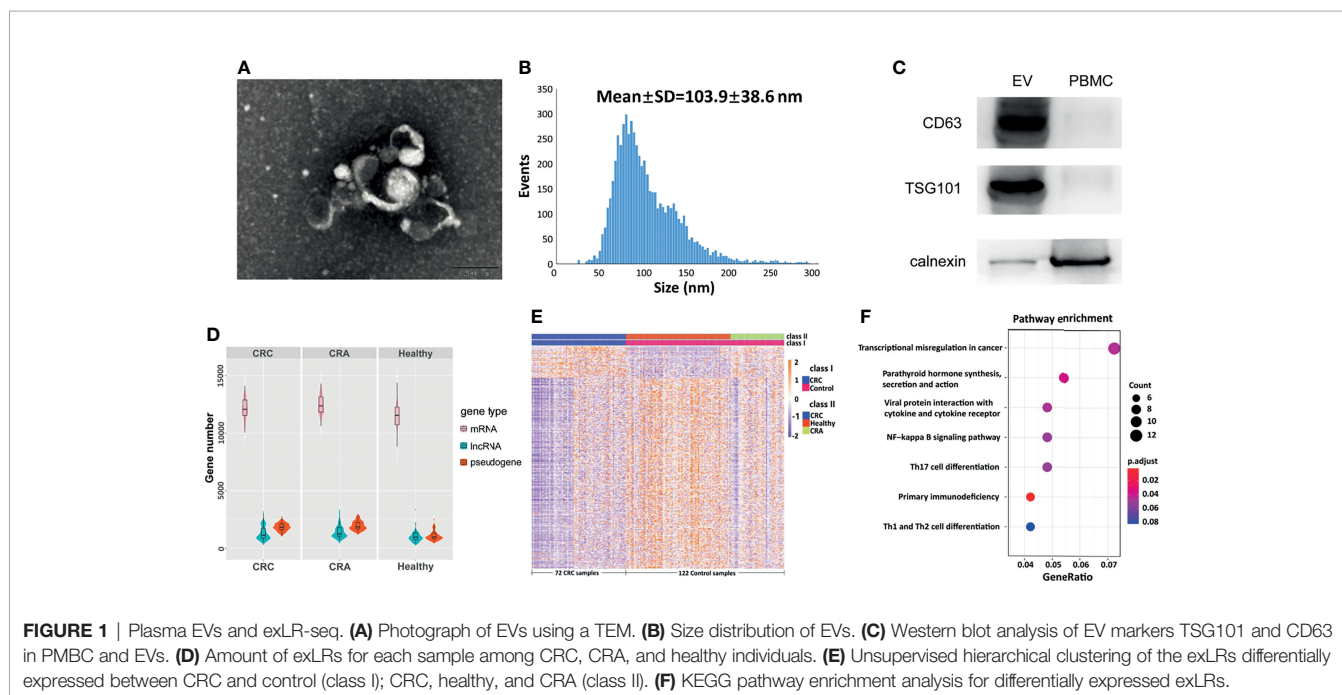 A
B
Mean±SD=103.9±38.6 nm
Events
350
300
250
200
150
100
50
0
50
100
150
200
250
300
Size (nm)
C
EV PBMC
CD63
TSG101
calnexin
D
CRC CRA Healthy
Gene number
15000
10000
5000
0
CRC CRA Healthy
gene type
mRNA
lncRNA
pseudogene
E
class II
class I
2
1
0
-1
-2
class I
CRC
Control
class II
CRC
Healthy
CRA
72 CRC samples
122 Control samples
F
Pathway enrichment
Transcriptional misregulation in cancer
Parathyroid hormone synthesis,
secretion and action
Viral protein interaction with
cytokine and cytokine receptor
NF-kappa B signaling pathway
Th17 cell differentiation
Primary immunodeficiency
Th1 and Th2 cell differentiation
0.04 0.05 0.06 0.07
GeneRatio
Count
6
8
10
12
p.adjust
0.02
0.04
0.06
0.08
FIGURE 1 | Plasma EVs and exLR-seq. (A) Photograph of EVs using a TEM. (B) Size distribution of EVs. (C) Western blot analysis of EV markers TSG101 and CD63
in PMBC and EVs. (D) Amount of exLRs for each sample among CRC, CRA, and healthy individuals. (E) Unsupervised hierarchical clustering of the exLRs differentially
expressed between CRC and control (class I); CRC, healthy, and CRA (class II). (F) KEGG pathway enrichment analysis for differentially expressed exLRs.